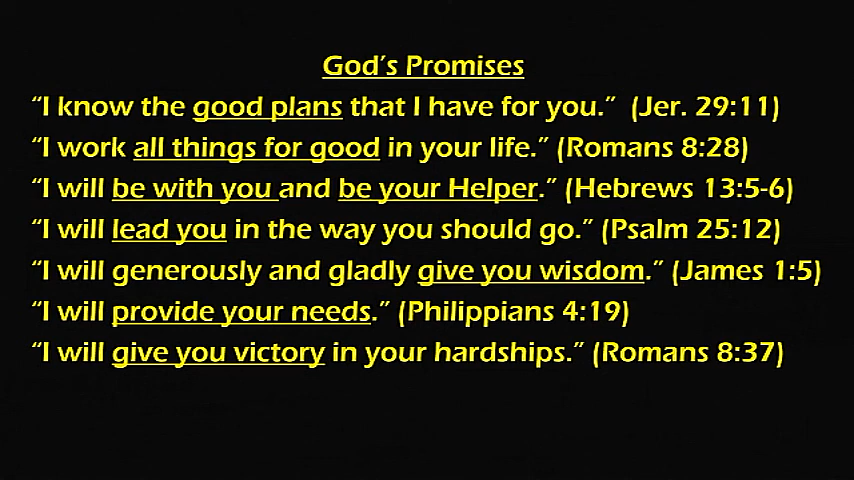 God's Promises
“I know the good plans that I have for you.” (Jer. 29:11)
“I work all things for good in your life.” (Romans 8:28)
“I will be with you and be your Helper.” (Hebrews 13:5-6)
“I will lead you in the way you should go.” (Psalm 25:12)
“I will generously and gladly give you wisdom.” (James 1:5)
“I will provide your needs.” (Philippians 4:19)
“I will give you victory in your hardships.” (Romans 8:37)